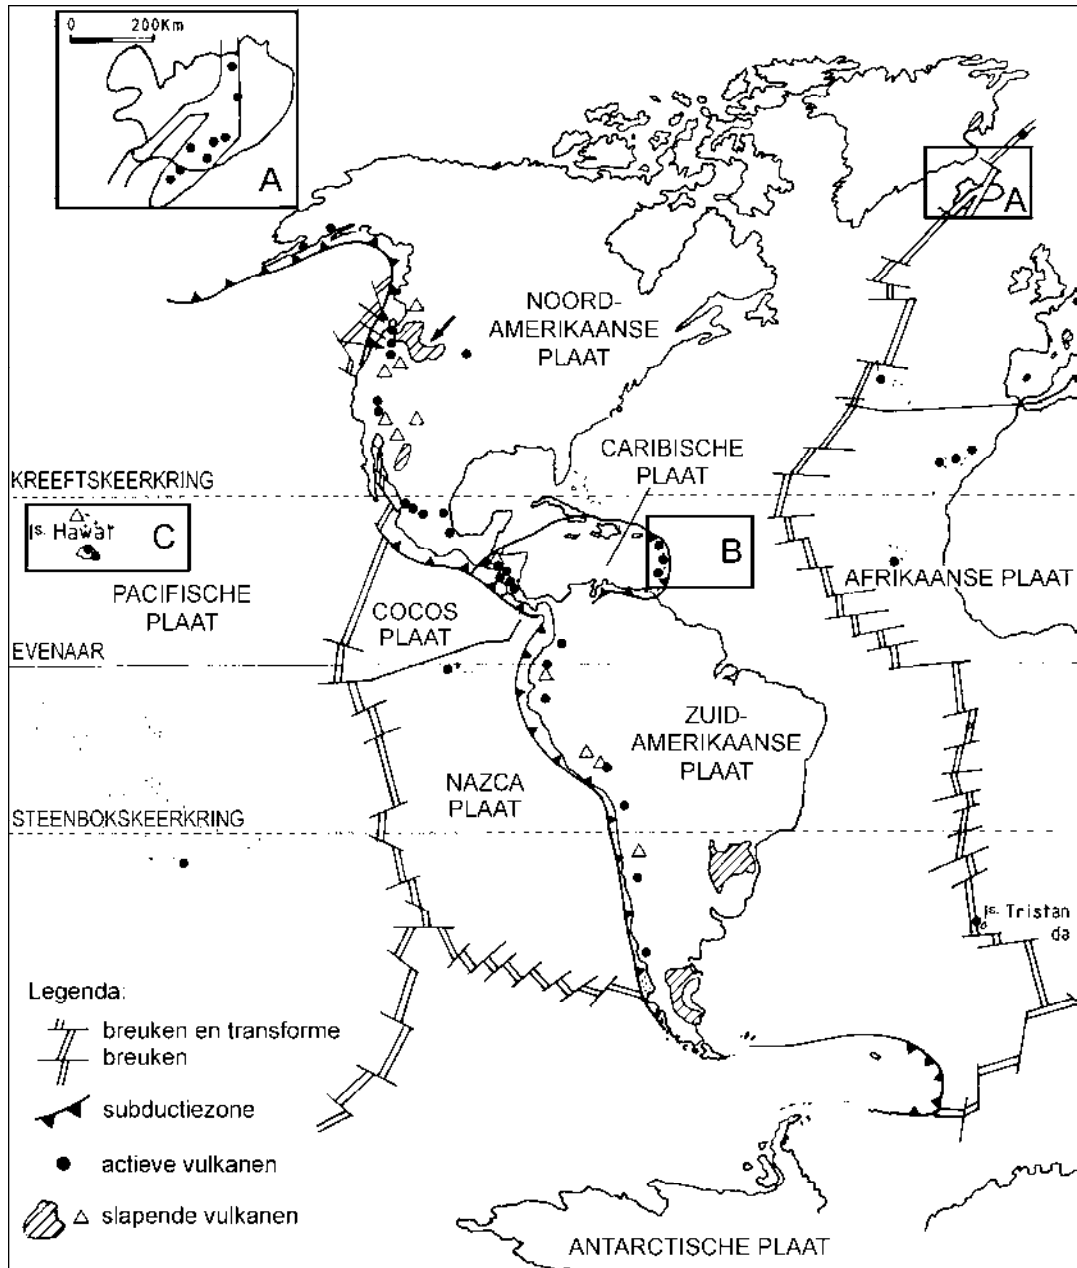 0 200Km
A
A
NOORD-
AMERIKAANSE
PLAAT
CARIBISCHE
PLAAT
KREEFTSKEERKRING
Is. Hawaï
C
B
PACIFISCHE
PLAAT
AFRIKAANSE PLAAT
COCOS
PLAAT
EVENAAR
ZUID-
AMERIKAANSE
PLAAT
NAZCA
PLAAT
STEENBOKSKEERKRING
Is. Tristan
da
Legenda:
breuken en transforme
breuken
subductiezone
actieve vulkanen
slapende vulkanen
ANTARCTISCHE PLAAT